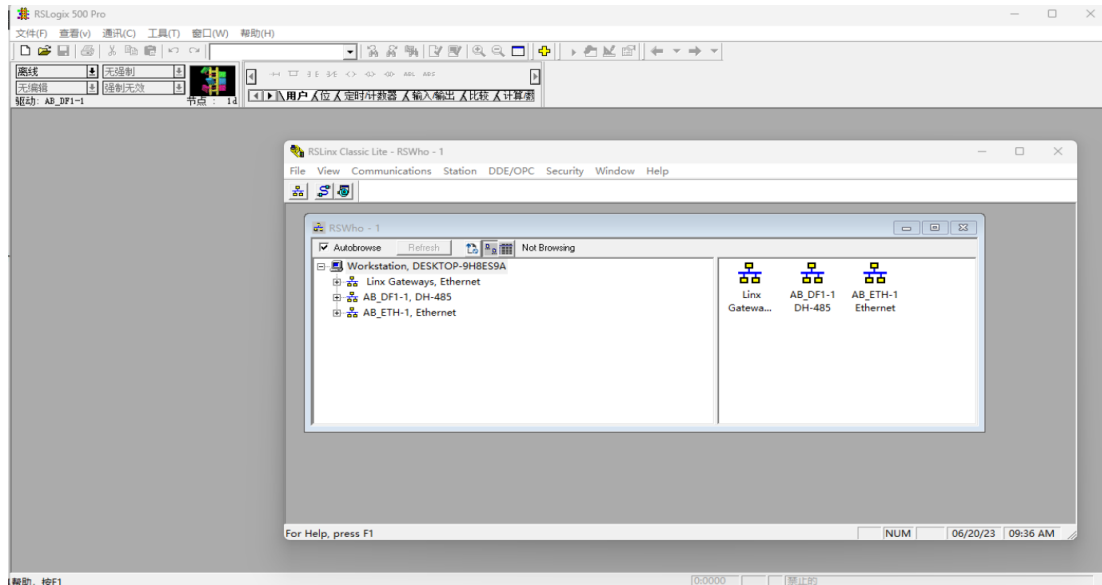 RSLogix 500 Pro
文件(F) 查看(v) 通讯(C) 工具(T) 窗口(W) 帮助(H)
离线 无强制
无编辑 强制无效
驱动: AB_DF1-1 节点 : 1d
用户 位 定时/计数器 输入/输出 比较 计算/剩
RSLinx Classic Lite - RSWho - 1
File View Communications Station DDE/OPC Security Window Help
RSWho - 1
Autobrowse Refresh Not Browsing
Workstation, DESKTOP-9H8ES9A
Linx Gateways, Ethernet
AB_DF1-1, DH-485
AB_ETH-1, Ethernet
Linx Gatewa...
AB_DF1-1 DH-485
AB_ETH-1 Ethernet
For Help, press F1 NUM 06/20/23 09:36 AM
帮助, 按F1 0:0000 禁止的